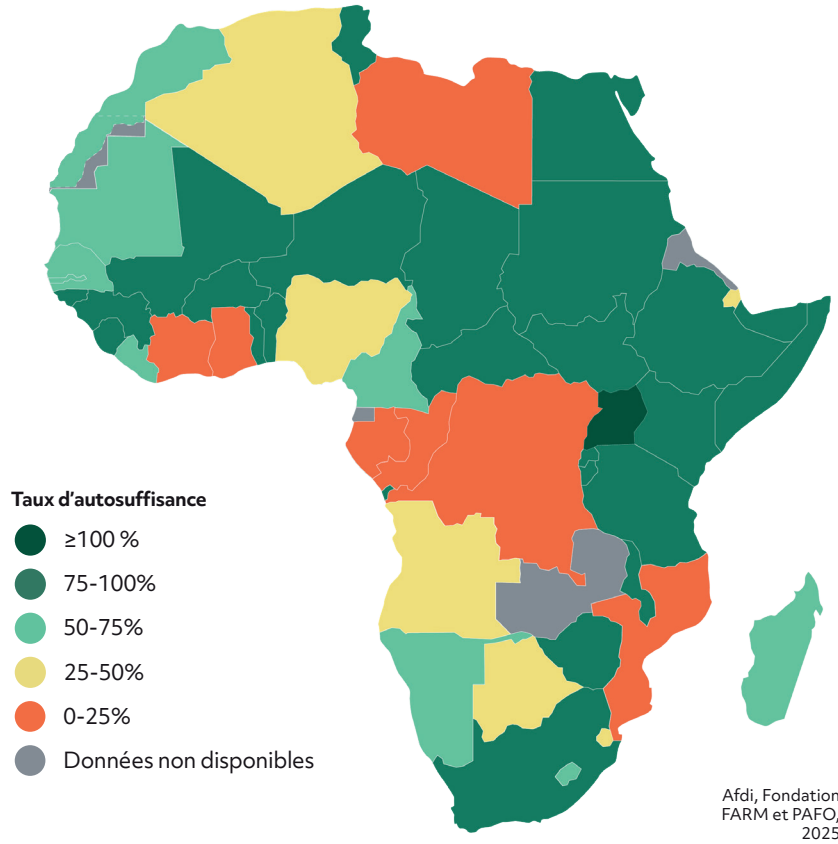 Taux d'autosuffisance
≥100 %
75-100%
50-75%
25-50%
0-25%
Données non disponibles
Afdi, Fondation
FARM et PAFO,
2025